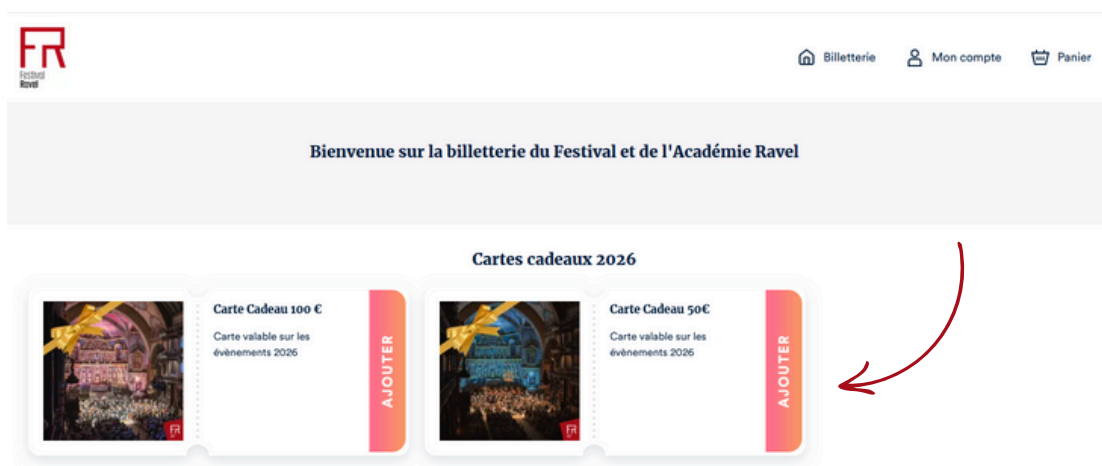 FR
Festival
Ravel
Billetterie
Mon compte
Panier
Bienvenue sur la billetterie du Festival et de l'Académie Ravel
Cartes cadeaux 2026
Carte Cadeau 100 €
Carte valable sur les
évènements 2026
AJOUTER
FR
Carte Cadeau 50€
Carte valable sur les
évènements 2026
AJOUTER
FR